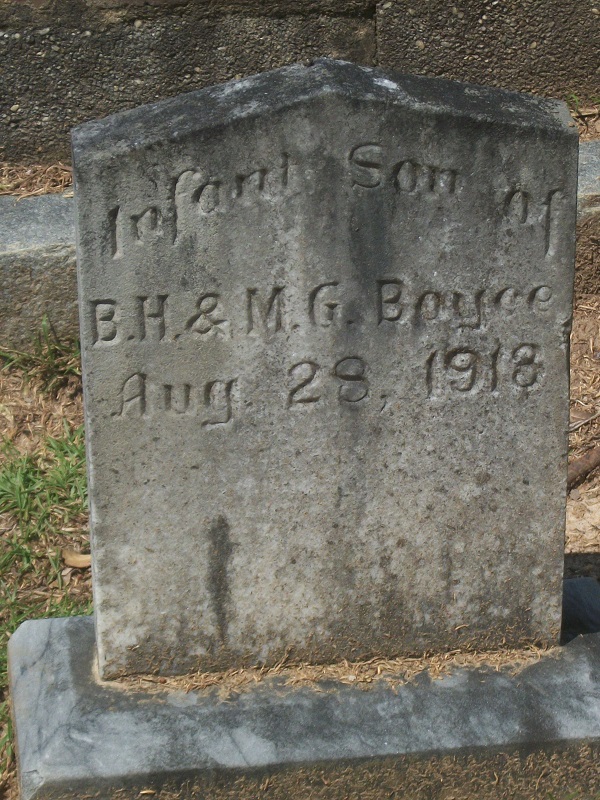 Infant Son of
B.H. & M.G. Boyce
Aug 28, 1918